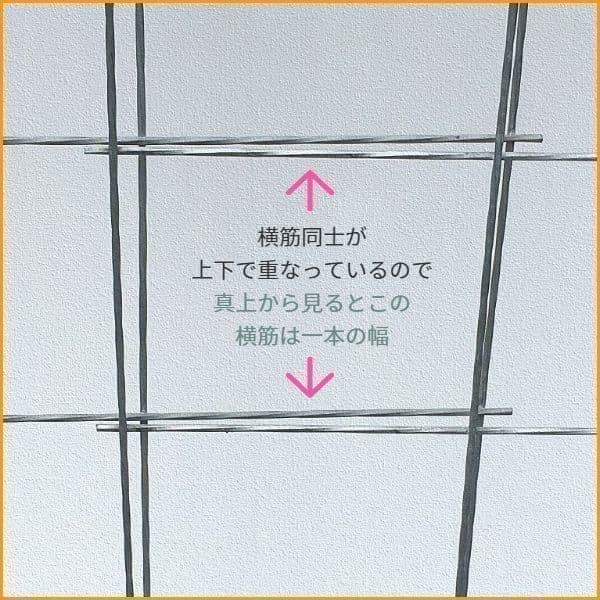 横筋同士が
上下で重なっているので
真上から見るとこの
横筋は一本の幅